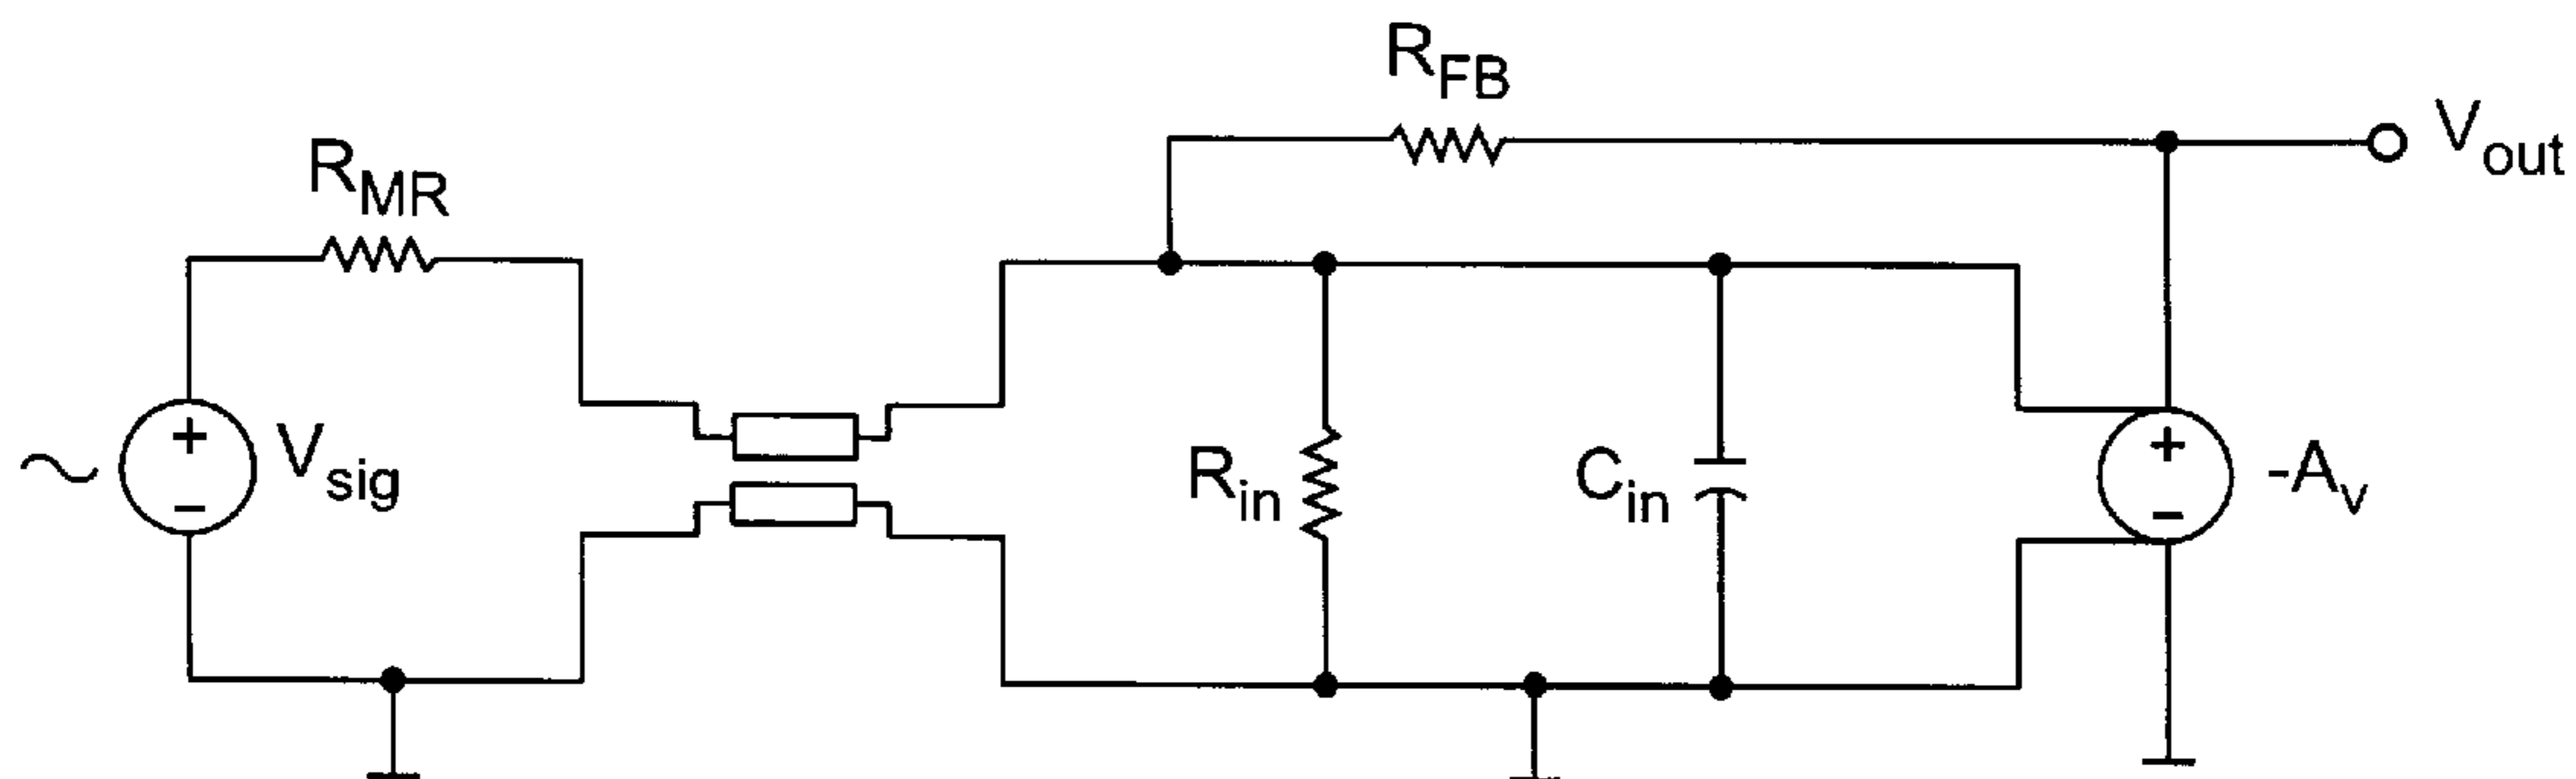 R_FB
V_out
R_MR
~
+
V_sig
−
R_in
C_in
+
−
-A_v